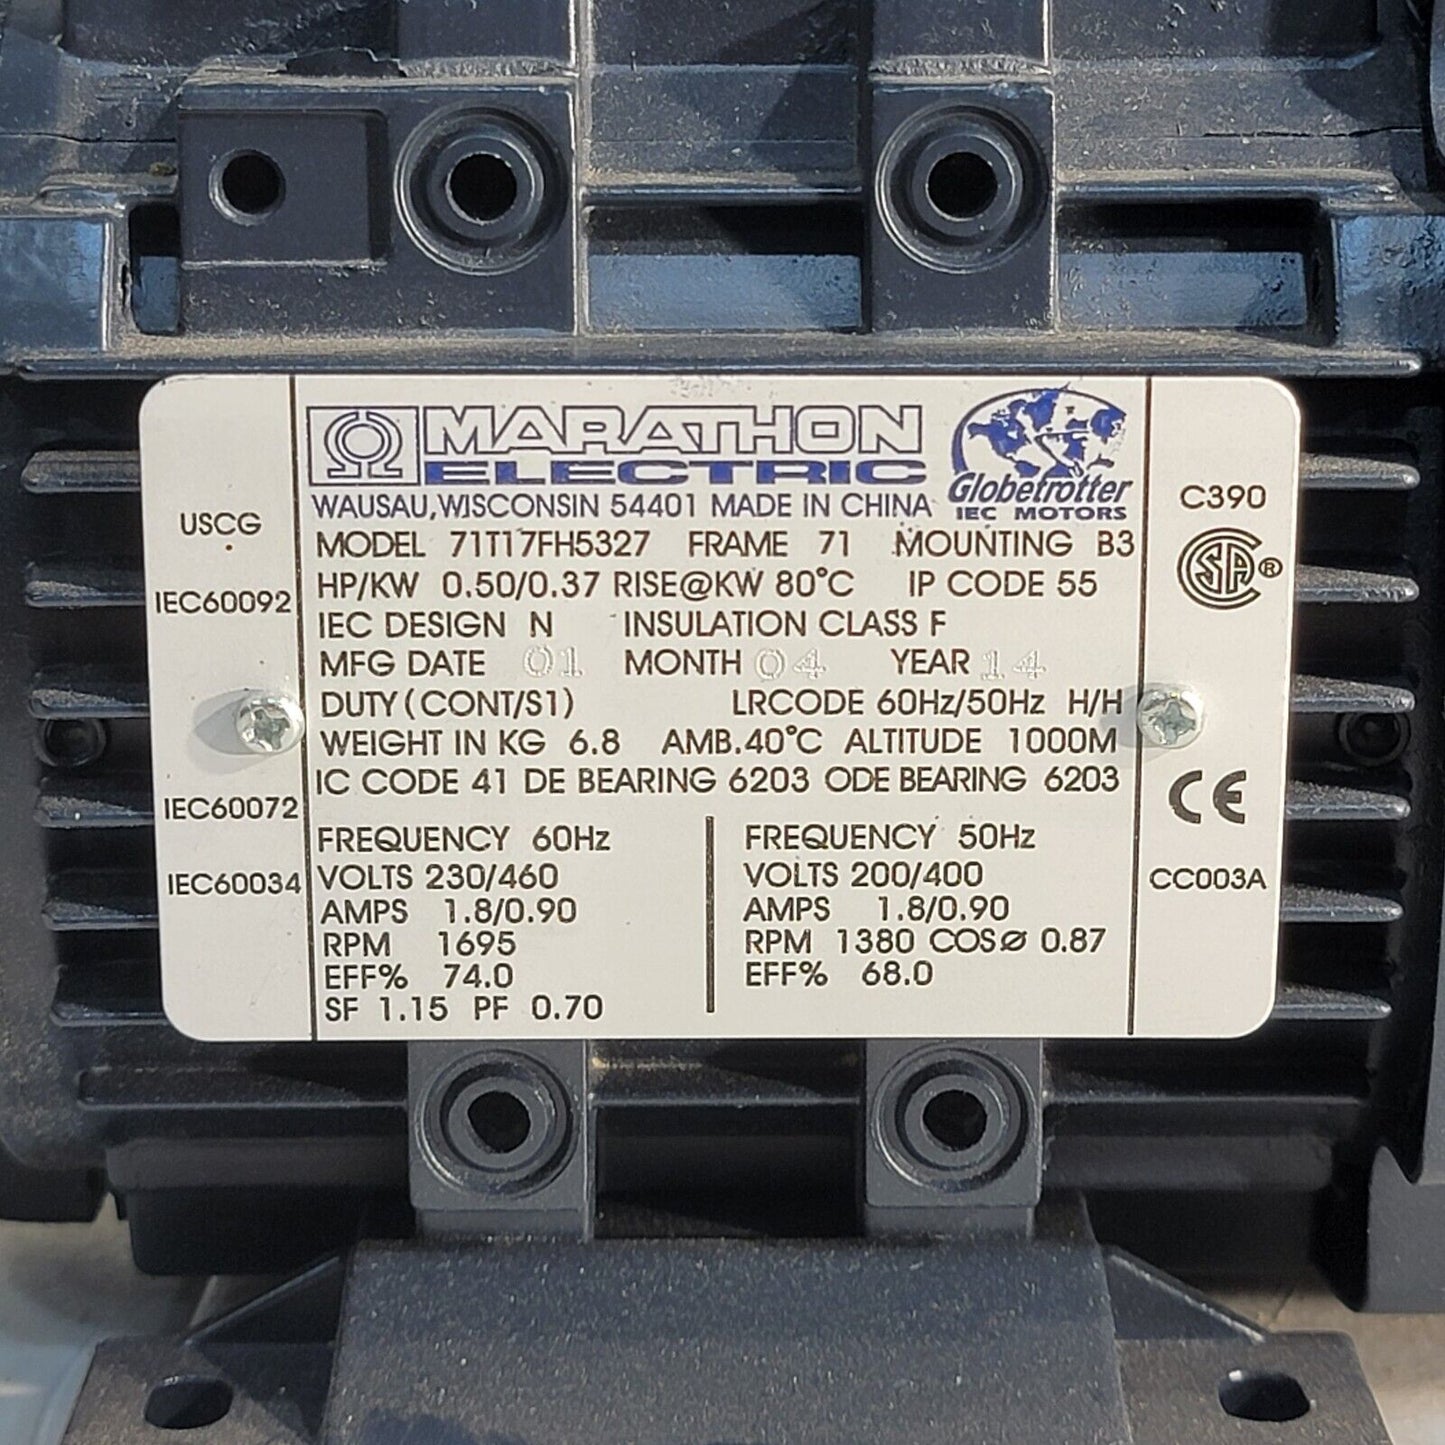 MARATHON
ELECTRIC
Globetrotter
IEC MOTORS
WAUSAU, WISCONSIN 54401 MADE IN CHINA
MODEL 71T17FH5327 FRAME 71 MOUNTING B3
HP/KW 0.50/0.37 RISE@KW 80°C IP CODE 55
IEC DESIGN N INSULATION CLASS F
MFG DATE 01 MONTH 04 YEAR 14
DUTY (CONT/S1) LRCODE 60Hz/50Hz H/H
WEIGHT IN KG 6.8 AMB.40°C ALTITUDE 1000M
IC CODE 41 DE BEARING 6203 ODE BEARING 6203
FREQUENCY 60Hz
VOLTS 230/460
AMPS 1.8/0.90
RPM 1695
EFF% 74.0
SF 1.15 PF 0.70
FREQUENCY 50Hz
VOLTS 200/400
AMPS 1.8/0.90
RPM 1380 COSø 0.87
EFF% 68.0
USCG
IEC60092
IEC60072
IEC60034
C390
SA®
CE
CC003A